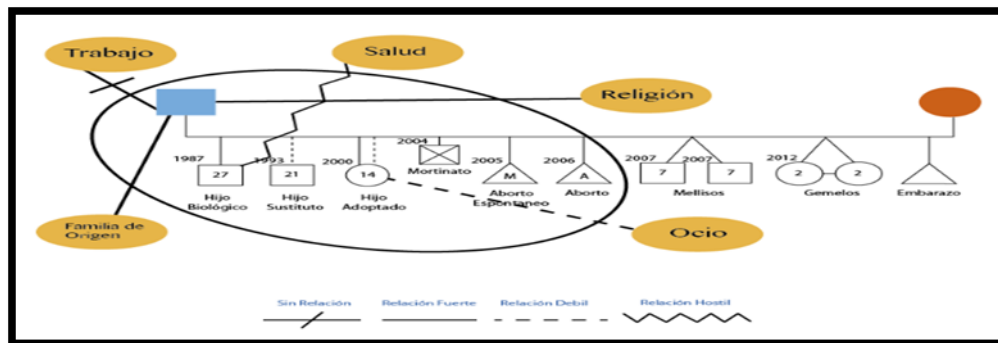 Trabajo
Salud
Religión
Familia de
Origen
Ocio
1987
27
Hijo
Biológico
1993
21
Hijo
Sustituto
2000
14
Hijo
Adoptado
2004
Mortinato
2005
M
Aborto
Espontaneo
2006
A
Aborto
2007
7
2007
7
Mellisos
2012
2
2
Gemelos
Embarazo
Sin Relación
Relación Fuerte
Relación Debil
Relación Hostil